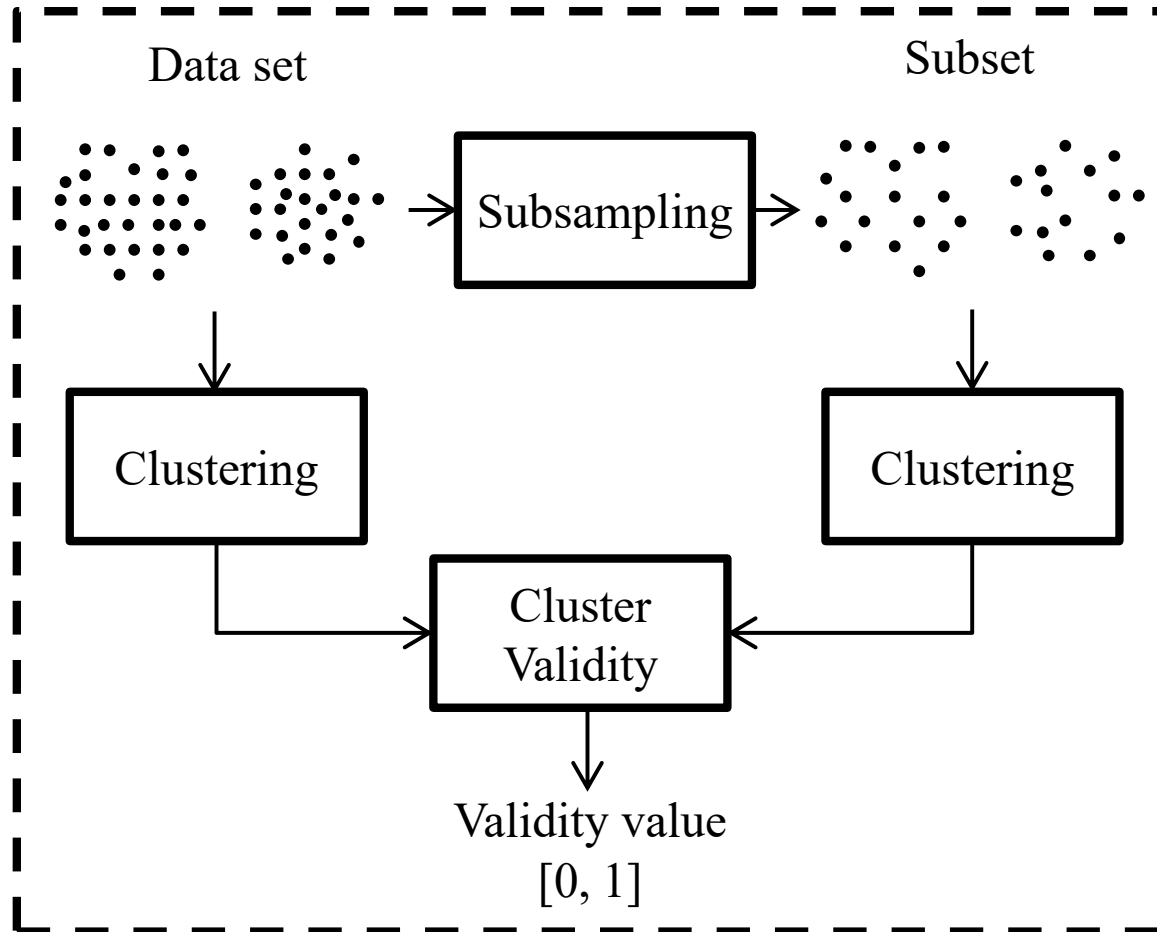 Data set
Subset
Subsampling
Clustering
Clustering
Cluster
Validity
Validity value
[0, 1]